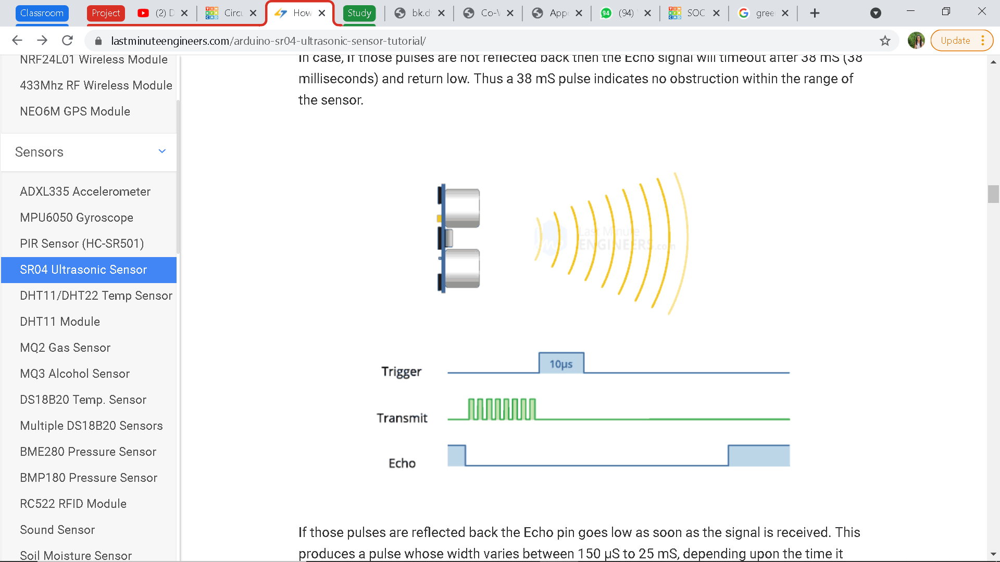 Classroom
Project
(2) D
Circu
How
Study
bk.d
Co-
App
94
(94)
SOC
gree
lastminuteengineers.com/arduino-sr04-ultrasonic-sensor-tutorial/
Update
NRF24L01 Wireless Module
433Mhz RF Wireless Module
NEO6M GPS Module
Sensors
ADXL335 Accelerometer
MPU6050 Gyroscope
PIR Sensor (HC-SR501)
SR04 Ultrasonic Sensor
DHT11/DHT22 Temp Sensor
DHT11 Module
MQ2 Gas Sensor
MQ3 Alcohol Sensor
DS18B20 Temp. Sensor
Multiple DS18B20 Sensors
BME280 Pressure Sensor
BMP180 Pressure Sensor
RC522 RFID Module
Sound Sensor
Soil Moisture Sensor
In case, If those pulses are not reflected back then the Echo signal will timeout after 38 mS (38
milliseconds) and return low. Thus a 38 mS pulse indicates no obstruction within the range of
the sensor.
Last Minute
ENGINEERS.com
Trigger
10µs
Transmit
Echo
If those pulses are reflected back the Echo pin goes low as soon as the signal is received. This
produces a pulse whose width varies between 150 µS to 25 mS, depending upon the time it